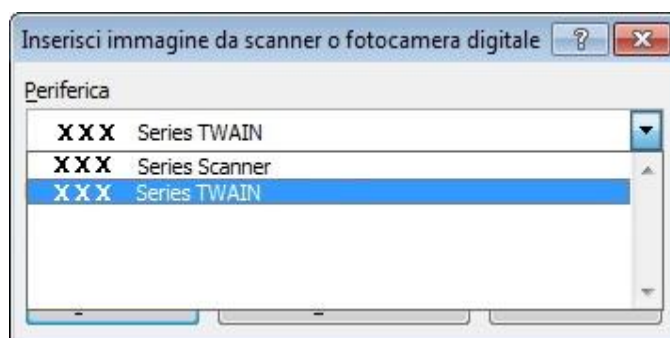 Inserisci immagine da scanner o fotocamera digitale
Periferica
XXX Series TWAIN
XXX Series Scanner
XXX Series TWAIN